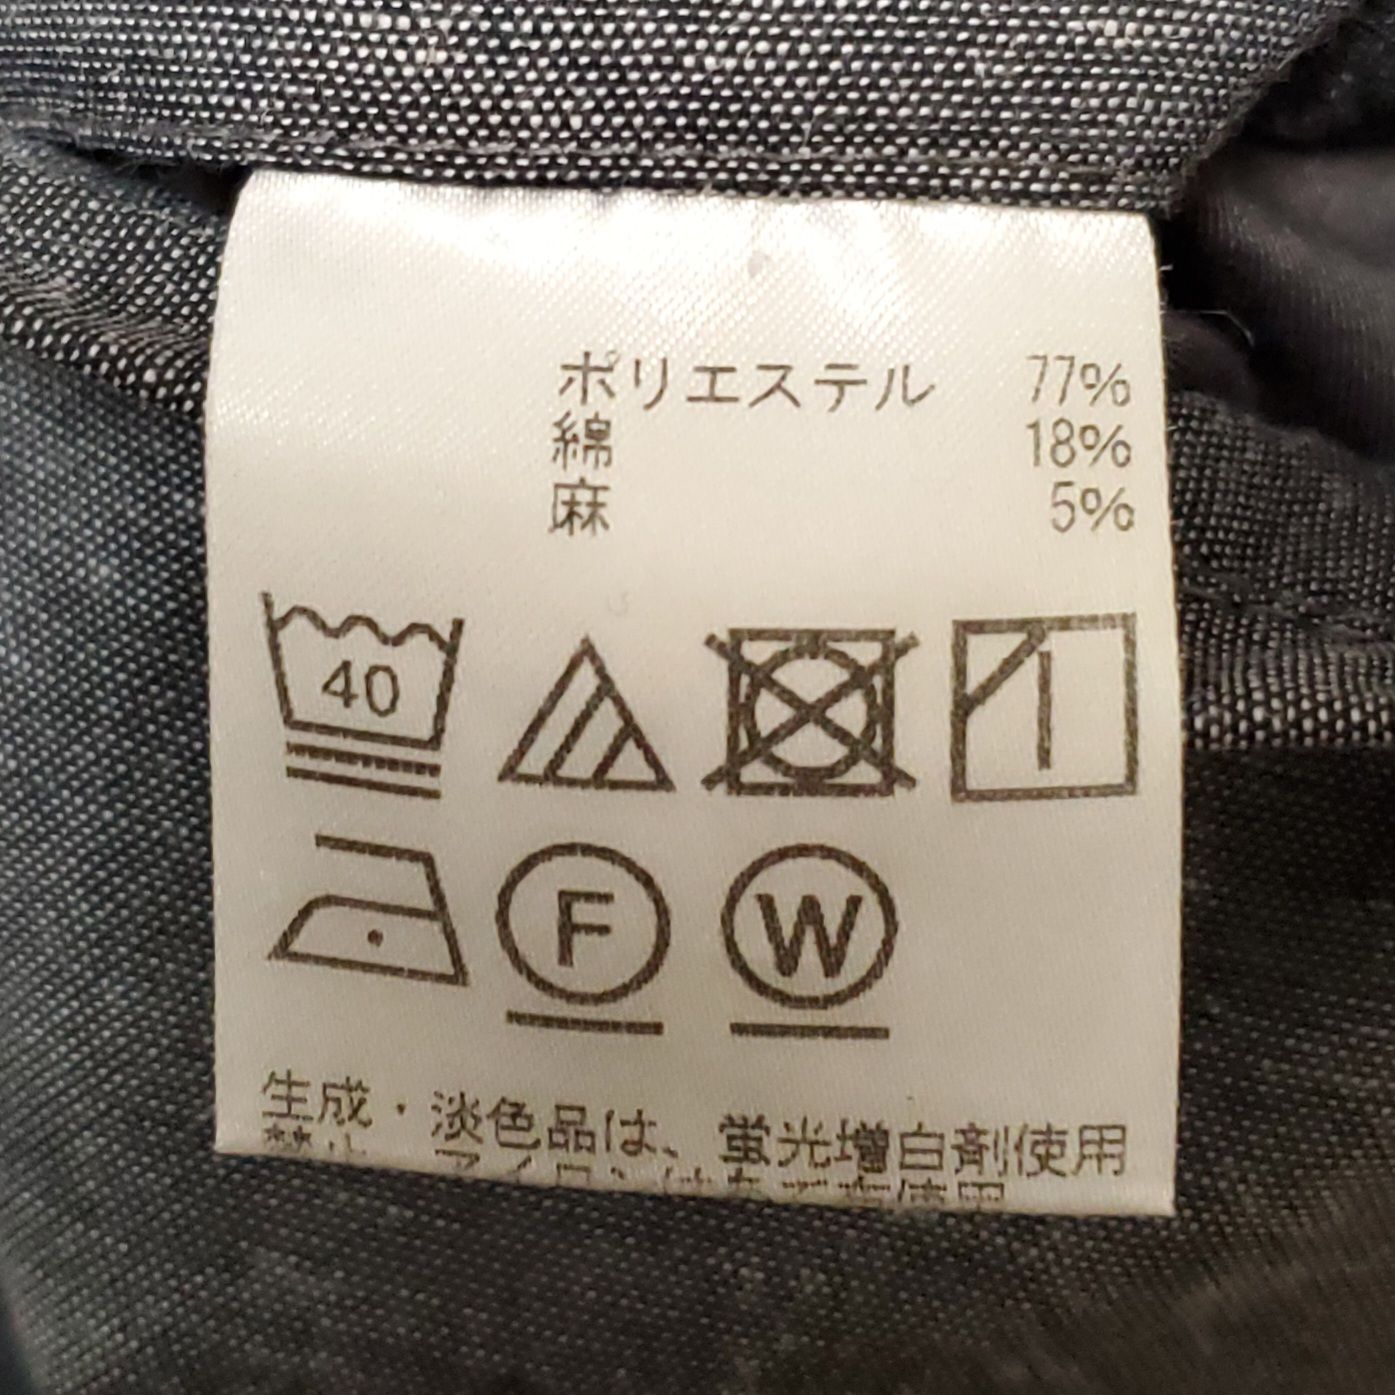 ポリエステル 77%
綿 18%
麻 5%
40
F W
生成・淡色品は、蛍光増白剤使用